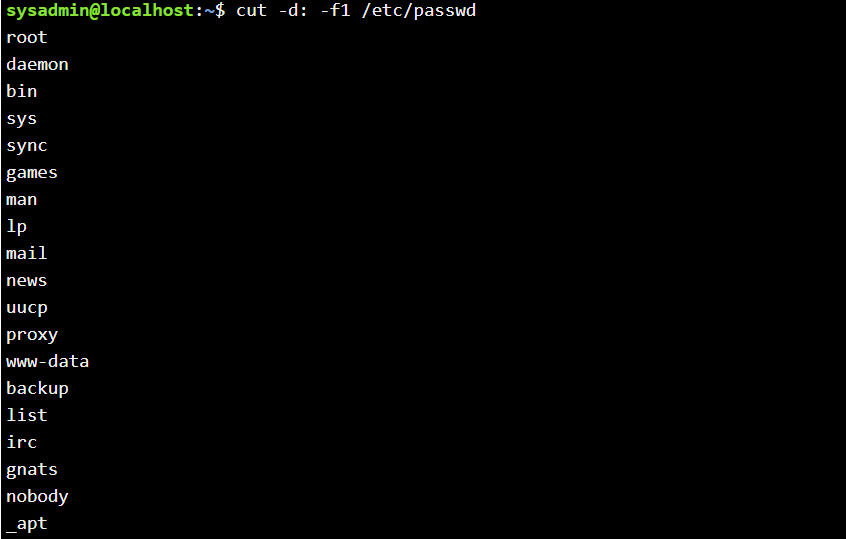 sysadmin@localhost:~$ cut -d: -f1 /etc/passwd
root
daemon
bin
sys
sync
games
man
lp
mail
news
uucp
proxy
www-data
backup
list
irc
gnats
nobody
_apt